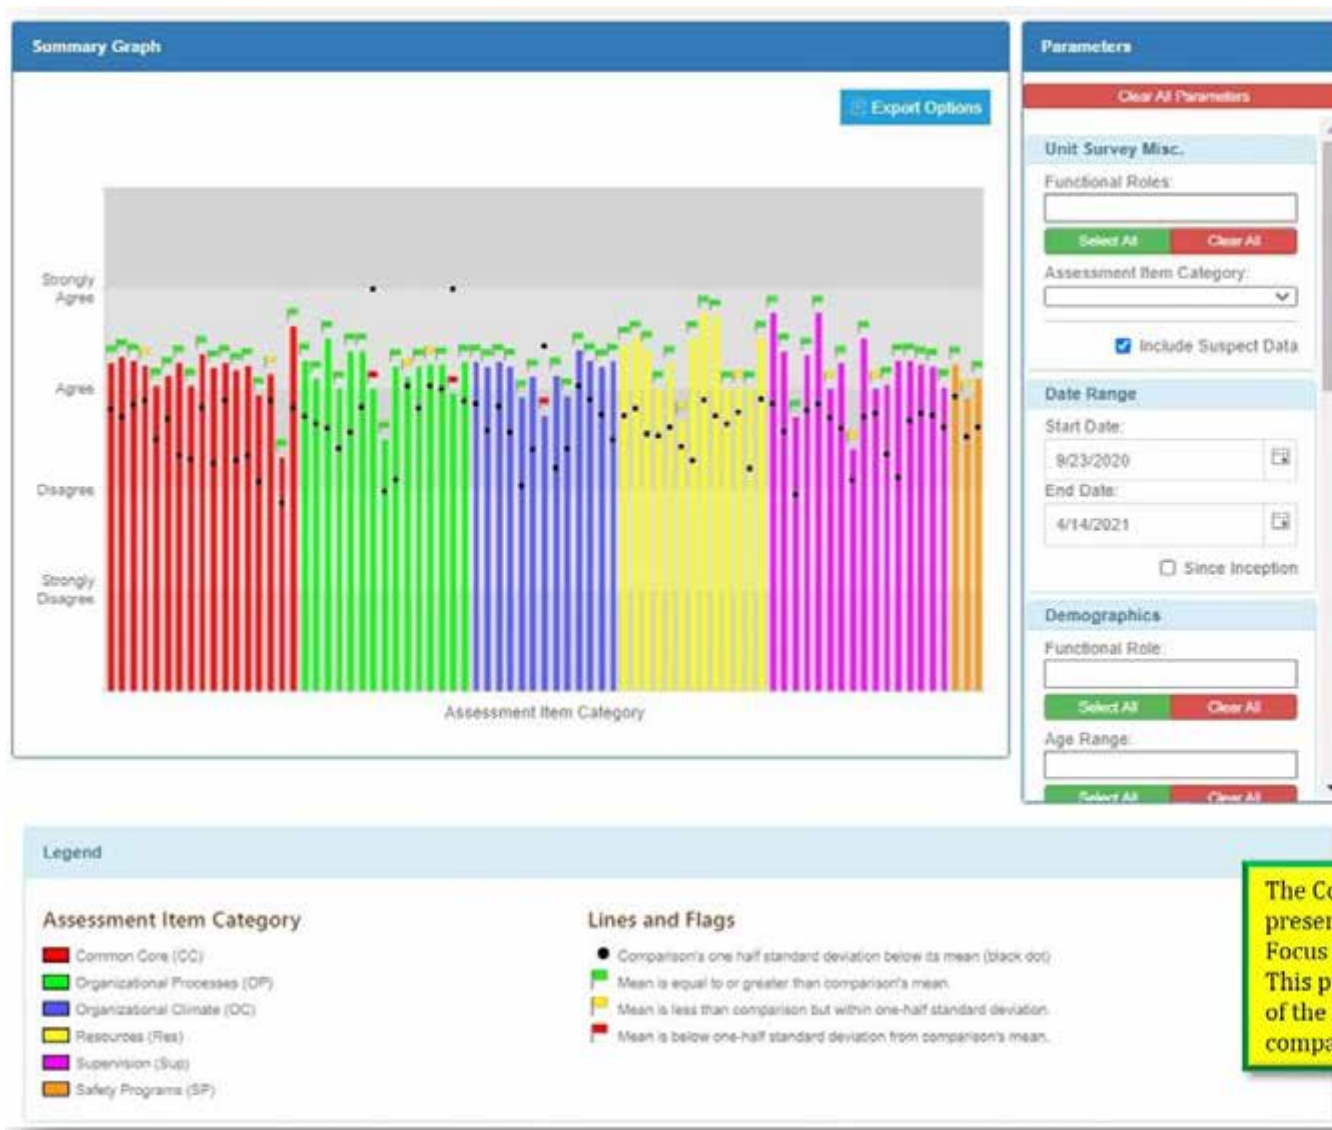 Summary Graph
Export Options
Strongly
Agree
Agree
Disagree
Strongly
Disagree
Assessment Item Category
Parameters
Clear All Parameters
Unit Survey Misc.
Functional Roles:
Select All Clear All
Assessment Item Category:
Include Suspect Data
Date Range
Start Date:
9/23/2020
End Date:
4/14/2021
Since Inception
Demographics
Functional Role:
Select All Clear All
Age Range:
Select All Clear All
Legend
Assessment Item Category
Common Core (CC)
Organizational Processes (OP)
Organizational Climate (OC)
Resources (Res)
Supervision (Sup)
Safety Programs (SP)
Lines and Flags
Comparison's one half standard deviation below its mean (black dot)
Mean is equal to or greater than comparison's mean.
Mean is less than comparison but within one-half standard deviation.
Mean is below one-half standard deviation from comparison's mean.
The Co
presen
Focus
This p
of the
compa